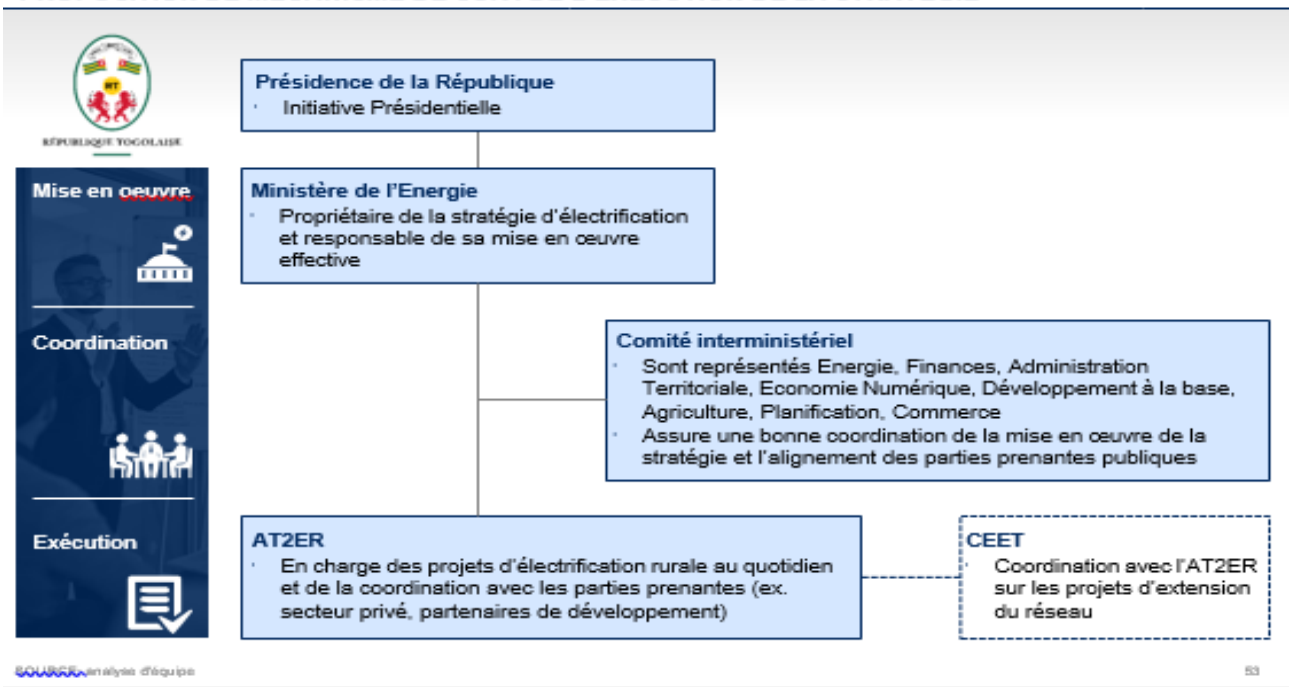 RT
RÉPUBLIQUE TOGOLAISE
Présidence de la République
· Initiative Présidentielle
Mise en oeuvre
Ministère de l'Energie
· Propriétaire de la stratégie d'électrification
et responsable de sa mise en œuvre
effective
Coordination
Comité interministériel
· Sont représentés Energie, Finances, Administration
Territoriale, Economie Numérique, Développement à la base,
Agriculture, Planification, Commerce
· Assure une bonne coordination de la mise en œuvre de la
stratégie et l'alignement des parties prenantes publiques
Exécution
AT2ER
· En charge des projets d'électrification rurale au quotidien
et de la coordination avec les parties prenantes (ex.
secteur privé, partenaires de développement)
CEET
· Coordination avec l'AT2ER
sur les projets d'extension
du réseau
SOURCE: analyse d'équipe
53